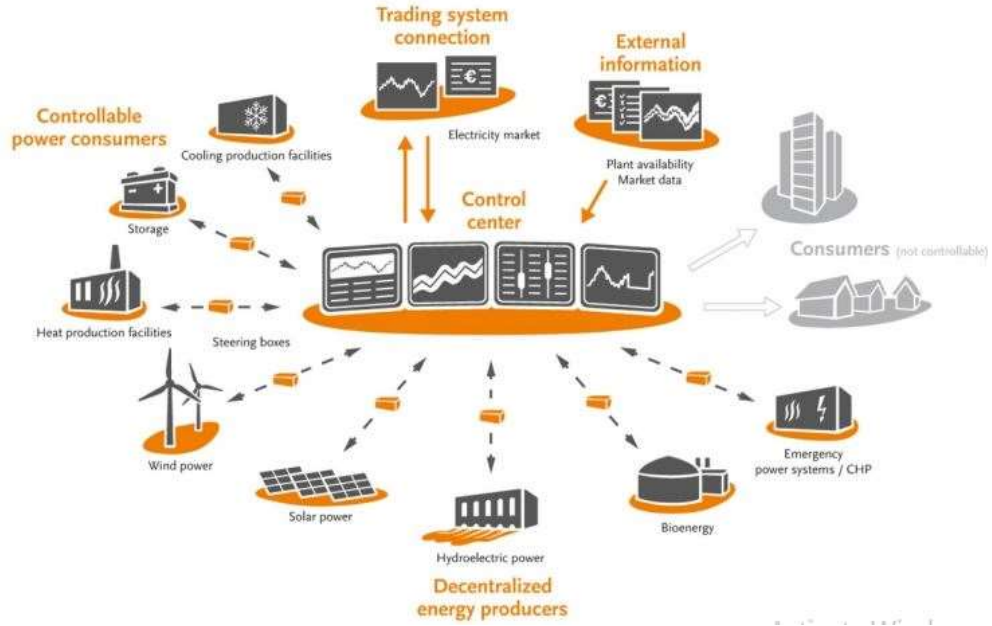 Trading system
connection
Electricity market
External
information
€
€
Plant availability
Market data
Controllable
power consumers
Cooling production facilities
Storage
Heat production facilities
Steering boxes
Control
center
Consumers (not controllable)
Wind power
Solar power
Hydroelectric power
Bioenergy
Emergency
power systems / CHP
Decentralized
energy producers